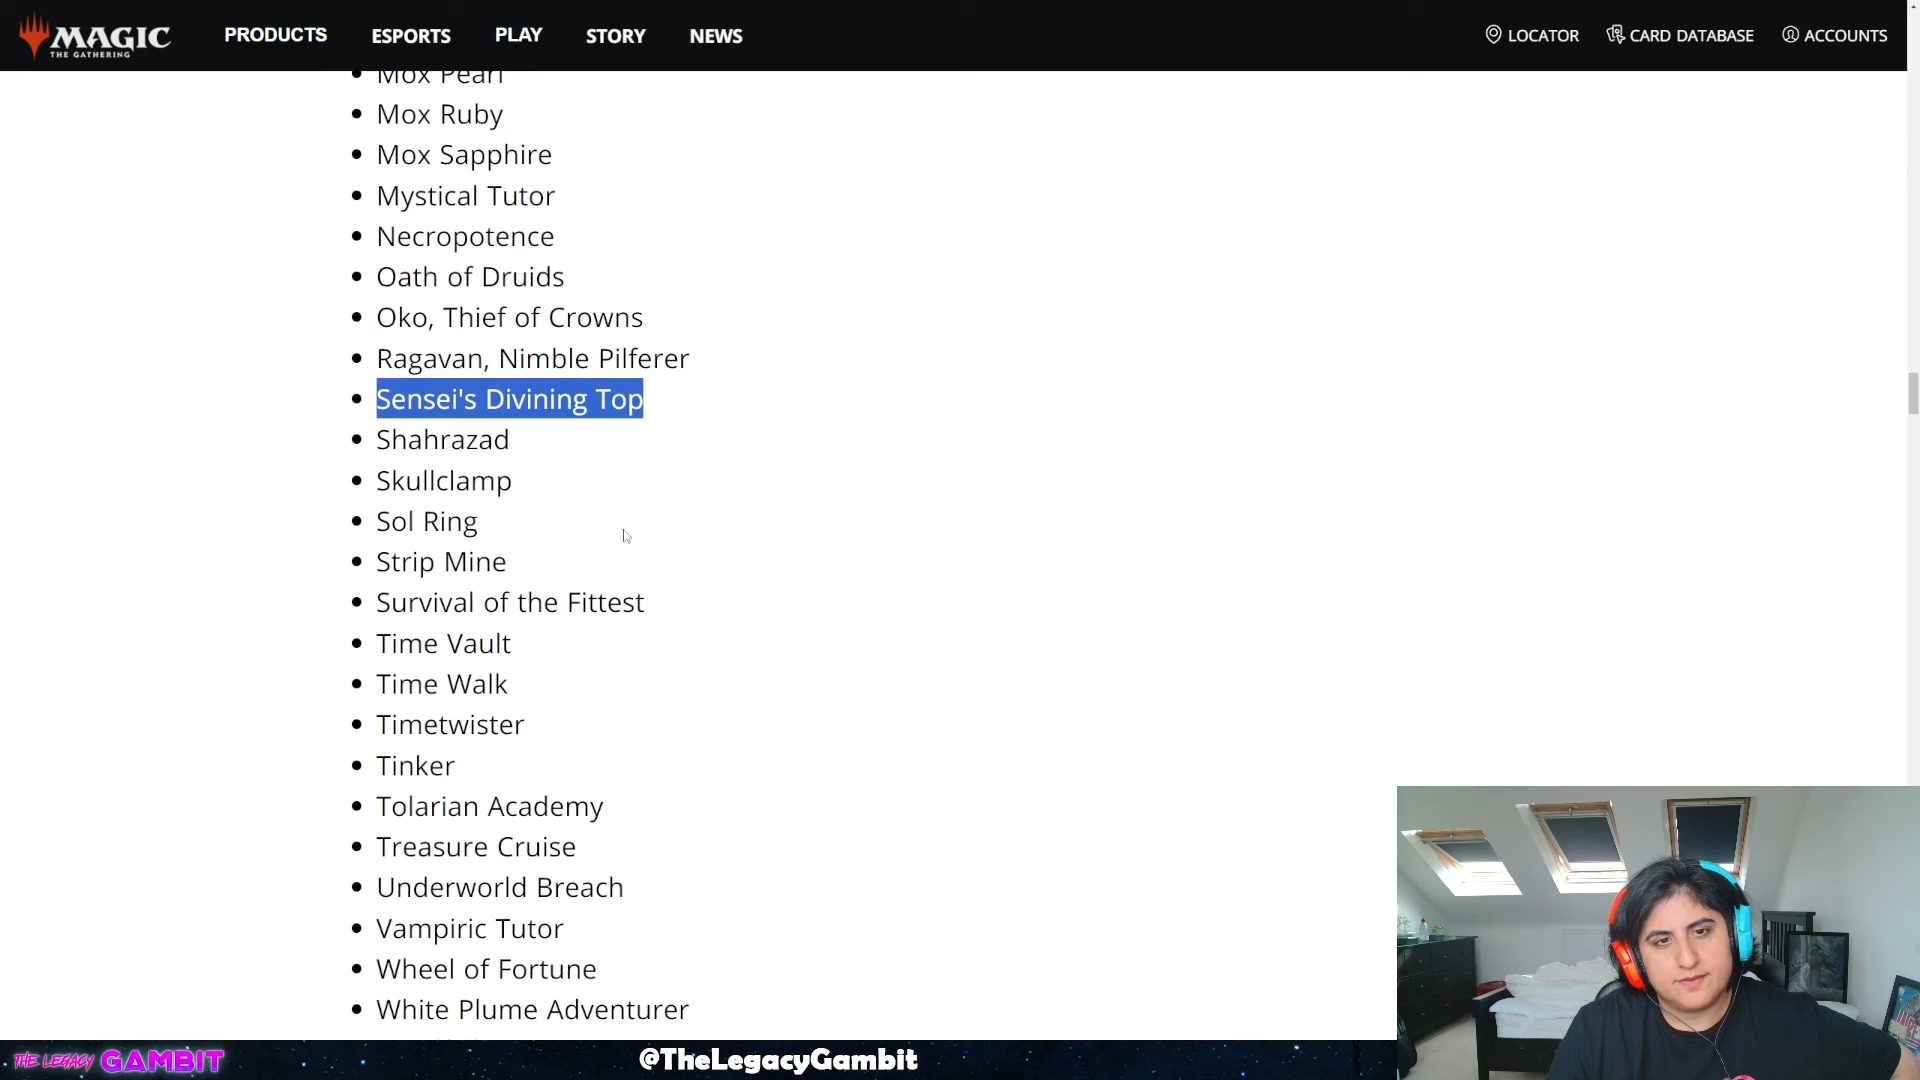 MAGIC
THE GATHERING
PRODUCTS
ESPORTS
PLAY
STORY
NEWS
LOCATOR
CARD DATABASE
ACCOUNTS
Mox Pearl
Mox Ruby
Mox Sapphire
Mystical Tutor
Necropotence
Oath of Druids
Oko, Thief of Crowns
Ragavan, Nimble Pilferer
Sensei's Divining Top
Shahrazad
Skullclamp
Sol Ring
Strip Mine
Survival of the Fittest
Time Vault
Time Walk
Timetwister
Tinker
Tolarian Academy
Treasure Cruise
Underworld Breach
Vampiric Tutor
Wheel of Fortune
White Plume Adventurer
THE LEGACY GAMBIT
@TheLegacyGambit